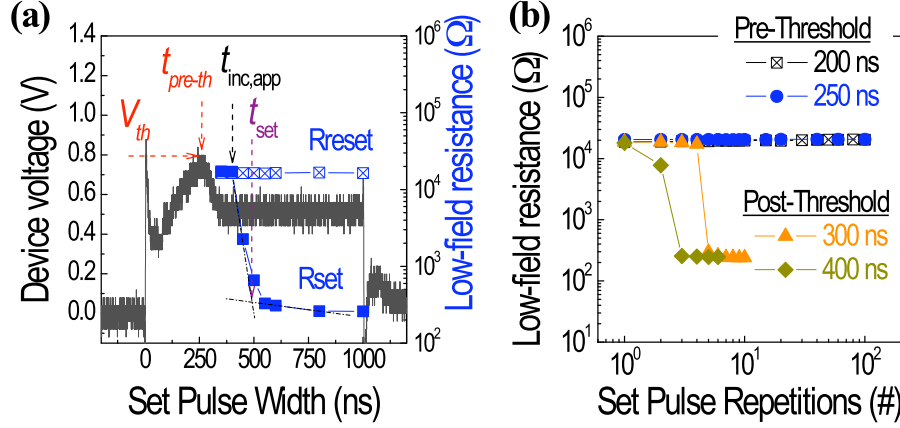 (a)
1.4
1.2
1.0
0.8
0.6
0.4
0.2
0.0
Device voltage (V)
V_th
t_pre-th
t_inc,app
t_set
Rreset
Rset
10^6
10^5
10^4
10^3
10^2
Low-field resistance (Ω)
0 250 500 750 1000
Set Pulse Width (ns)
(b)
10^6
10^5
10^4
10^3
10^2
10^1
Low-field resistance (Ω)
Pre-Threshold
200 ns
250 ns
Post-Threshold
300 ns
400 ns
10^0 10^1 10^2
Set Pulse Repetitions (#)